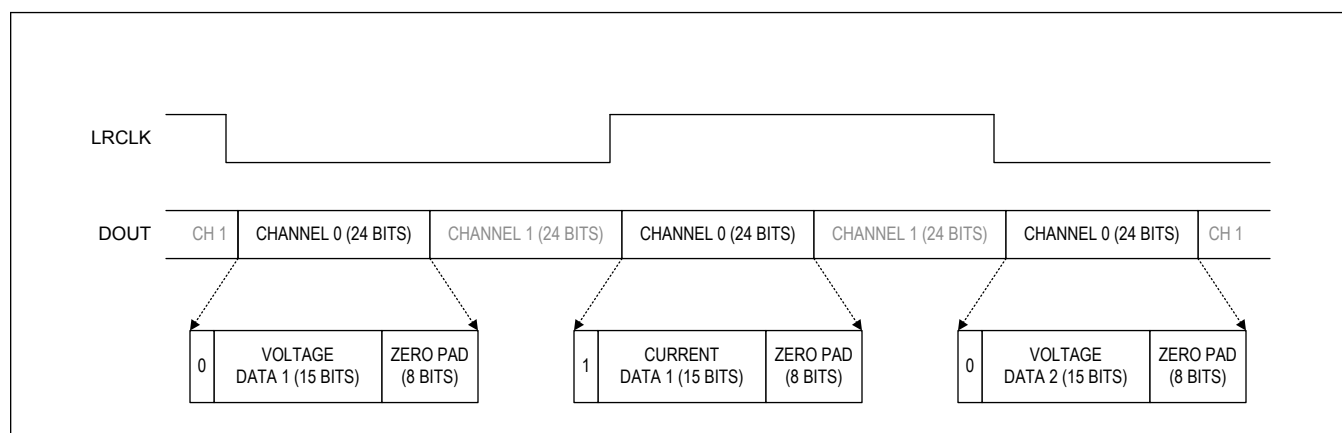 LRCLK
DOUT
CH 1
CHANNEL 0 (24 BITS)
CHANNEL 1 (24 BITS)
CHANNEL 0 (24 BITS)
CHANNEL 1 (24 BITS)
CHANNEL 0 (24 BITS)
CH 1
0
VOLTAGE
DATA 1 (15 BITS)
ZERO PAD
(8 BITS)
1
CURRENT
DATA 1 (15 BITS)
ZERO PAD
(8 BITS)
0
VOLTAGE
DATA 2 (15 BITS)
ZERO PAD
(8 BITS)